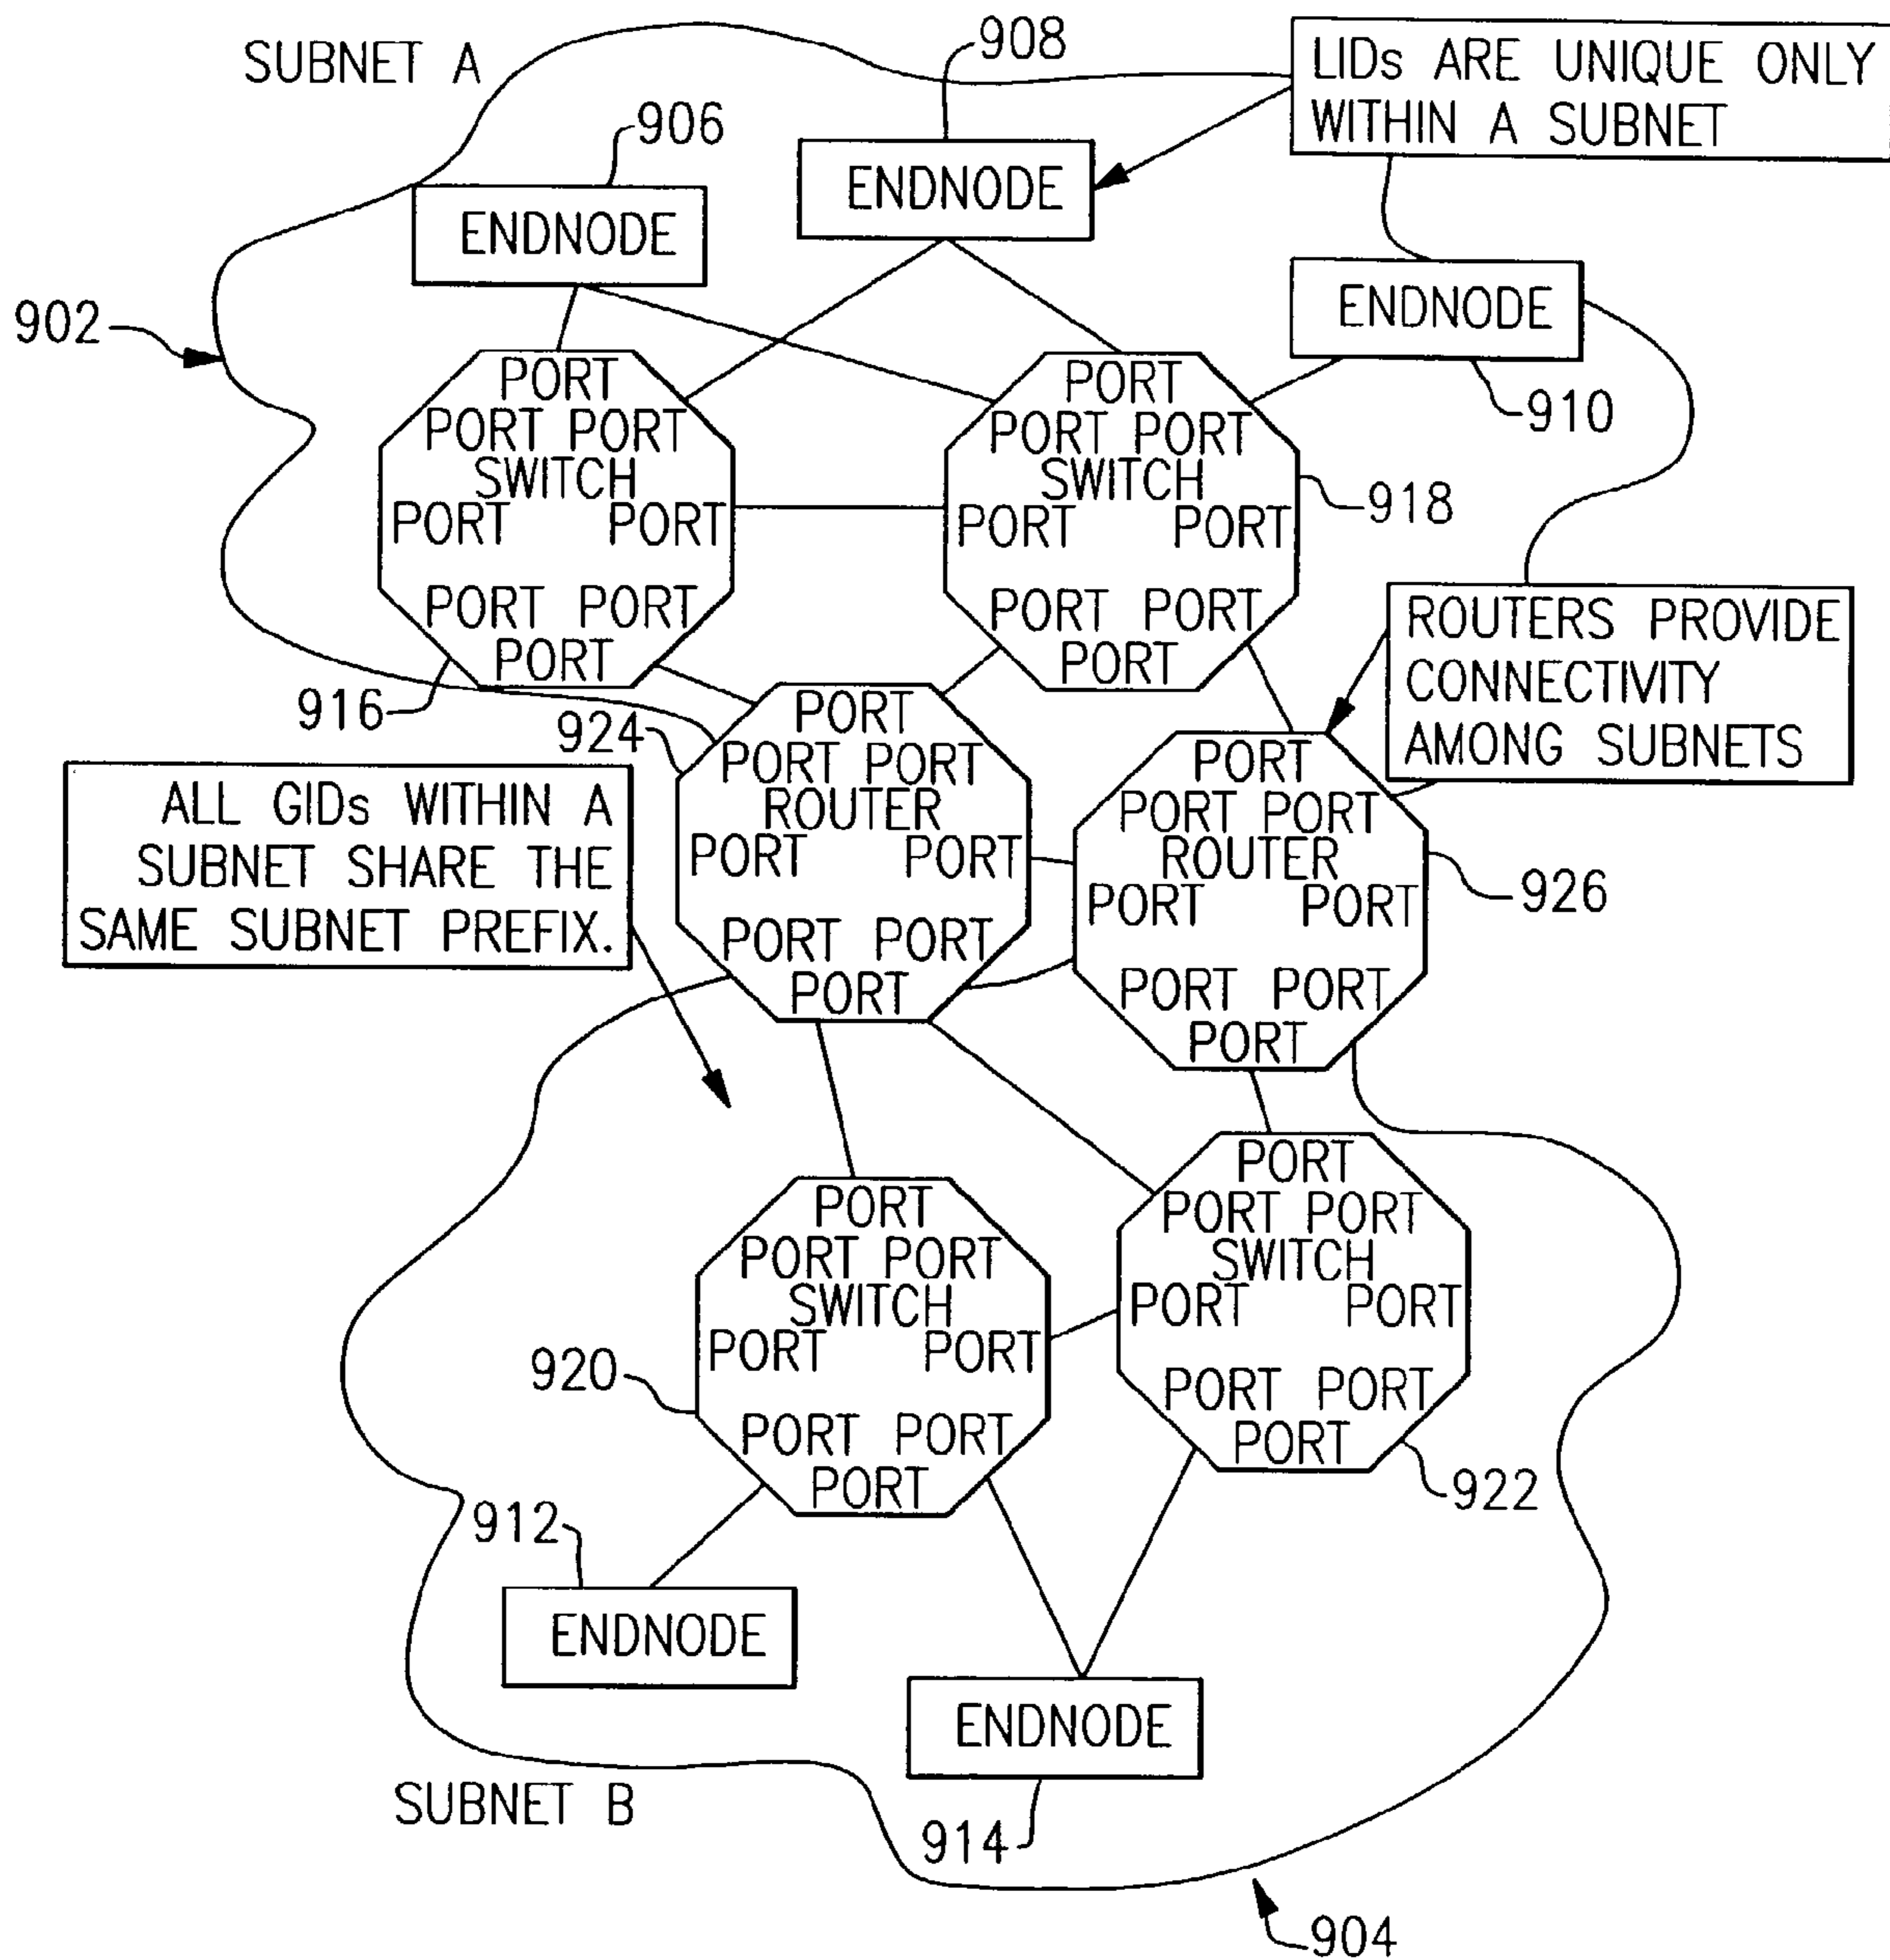 SUBNET A
908
LIDs ARE UNIQUE ONLY
WITHIN A SUBNET
906
ENDNODE
ENDNODE
902
ENDNODE
910
PORT
PORT PORT
SWITCH
PORT PORT
PORT PORT
PORT
916
PORT
PORT PORT
SWITCH
PORT PORT
PORT PORT
PORT
918
ROUTERS PROVIDE
CONNECTIVITY
AMONG SUBNETS
924
ALL GIDs WITHIN A
SUBNET SHARE THE
SAME SUBNET PREFIX.
PORT
PORT PORT
ROUTER
PORT PORT
PORT PORT
PORT
PORT
PORT PORT
ROUTER
PORT PORT
PORT PORT
PORT
926
PORT
PORT PORT
SWITCH
PORT PORT
PORT PORT
PORT
920
PORT
PORT PORT
SWITCH
PORT PORT
PORT PORT
PORT
922
912
ENDNODE
ENDNODE
914
SUBNET B
904